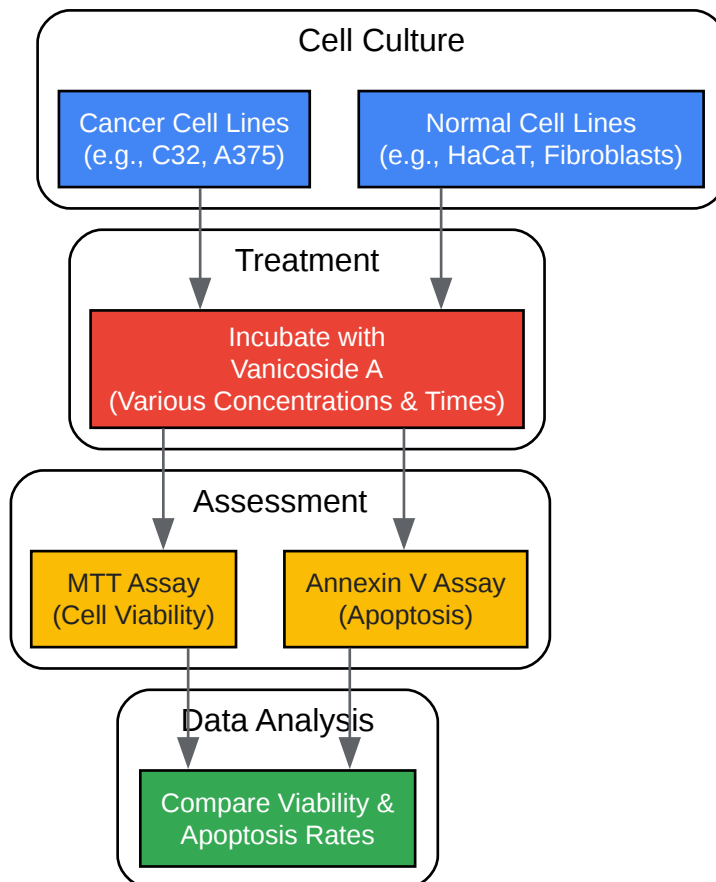 Cell Culture
Cancer Cell Lines
(e.g., C32, A375)
Normal Cell Lines
(e.g., HaCaT, Fibroblasts)
Treatment
Incubate with
Vanicoside A
(Various Concentrations & Times)
Assessment
MTT Assay
(Cell Viability)
Annexin V Assay
(Apoptosis)
Data Analysis
Compare Viability &
Apoptosis Rates